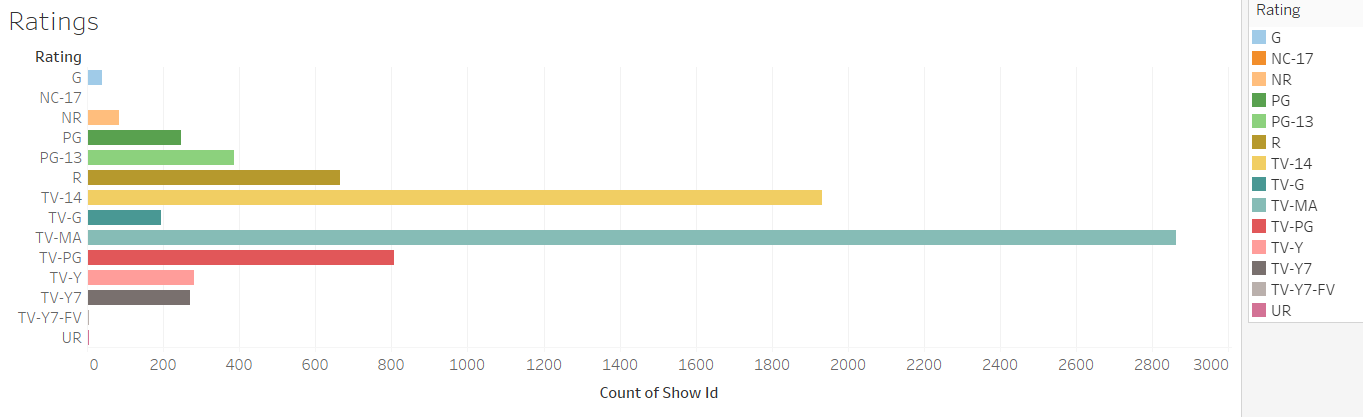 Ratings
Rating
G
NC-17
NR
PG
PG-13
R
TV-14
TV-G
TV-MA
TV-PG
TV-Y
TV-Y7
TV-Y7-FV
UR
0 200 400 600 800 1000 1200 1400 1600 1800 2000 2200 2400 2600 2800 3000
Count of Show Id
Rating
G
NC-17
NR
PG
PG-13
R
TV-14
TV-G
TV-MA
TV-PG
TV-Y
TV-Y7
TV-Y7-FV
UR